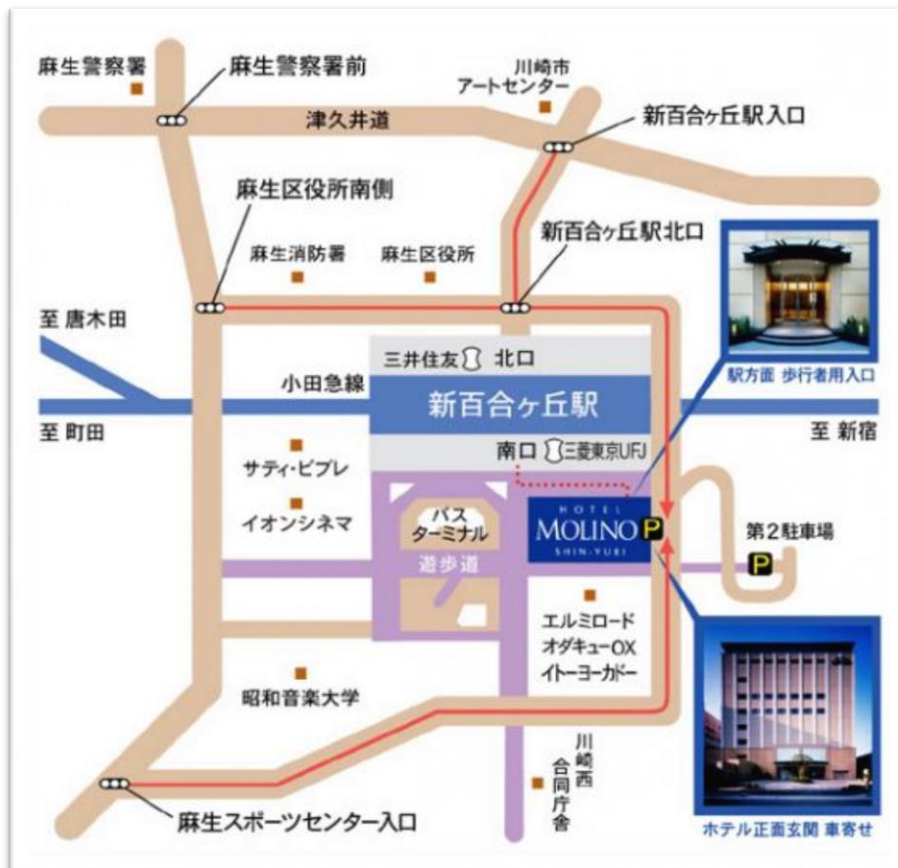 麻生警察署
麻生警察署前
川崎市
アートセンター
新百合ヶ丘駅入口
津久井道
麻生区役所南側
新百合ヶ丘駅北口
麻生消防署
麻生区役所
至 唐木田
駅方面 歩行者用入口
三井住友
北口
小田急線
新百合ヶ丘駅
至 町田
至 新宿
南口
三菱東京UFJ
サティ・ビブレ
イオンシネマ
バス
ターミナル
遊歩道
HOTEL
MOLINO
SHIN-YURI
P
第2駐車場
P
エルミロード
オダキューOX
イトーヨーカドー
昭和音楽大学
川崎西
合同庁舎
麻生スポーツセンター入口
ホテル正面玄関 車寄せ